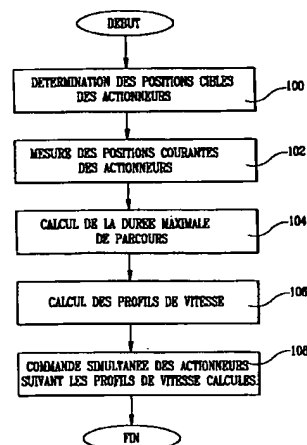 DEBUT
DETERMINATION DES POSITIONS CIBLES
DES ACTIONNEURS
100
MESURE DES POSITIONS COURANTES
DES ACTIONNEURS
102
CALCUL DE LA DUREE MAXIMALE
DE PARCOURS
104
CALCUL DES PROFILS DE VITESSE
106
COMMANDE SIMULTANEE DES ACTIONNEURS
SUIVANT LES PROFILS DE VITESSE CALCULES
108
FIN